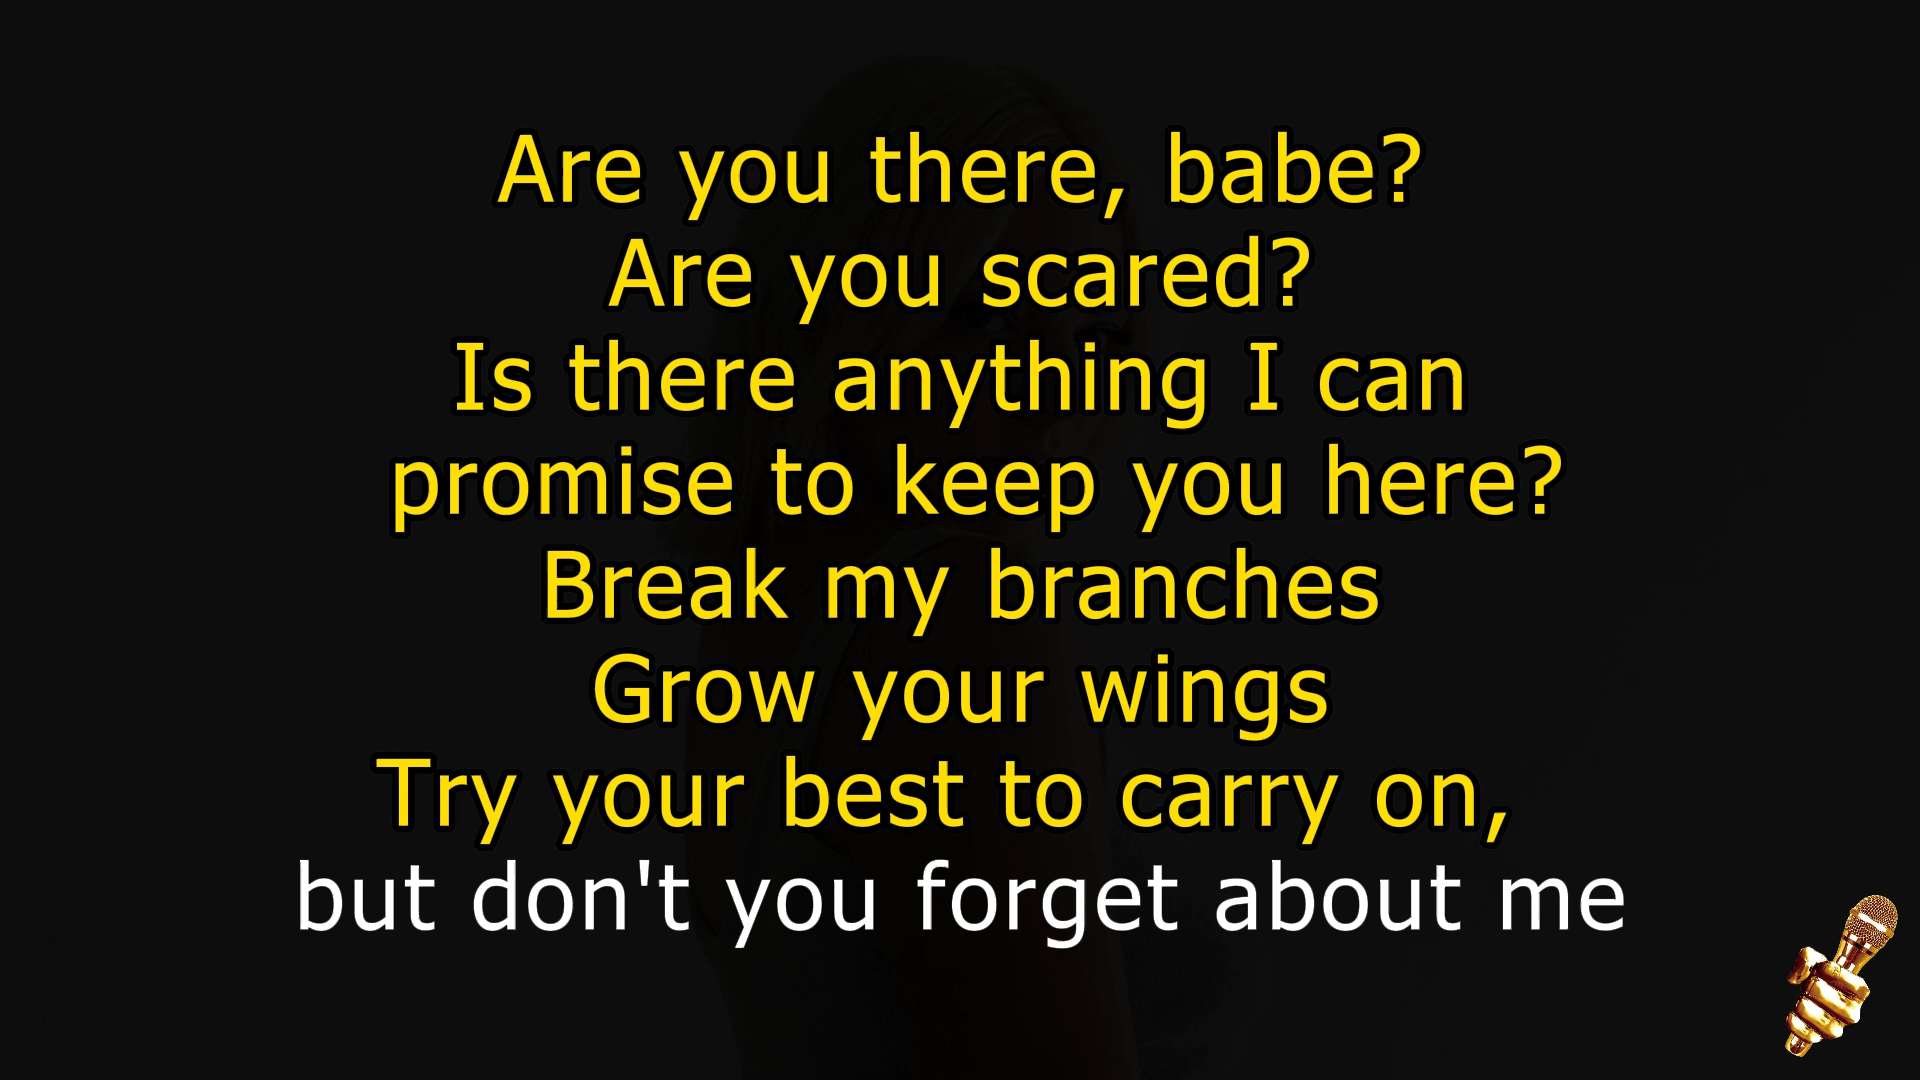 Are you there, babe?
Are you scared?
Is there anything I can
promise to keep you here?
Break my branches
Grow your wings
Try your best to carry on,
but don't you forget about me